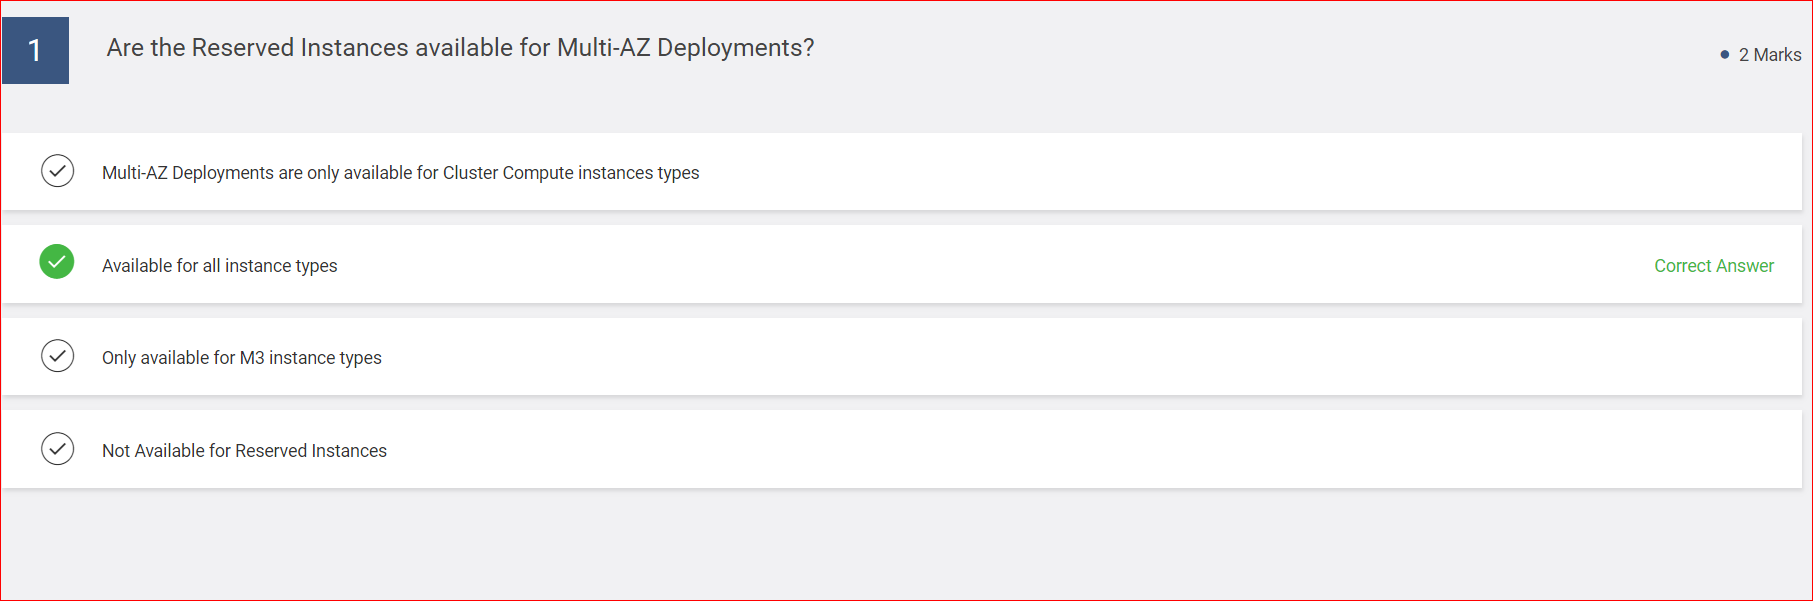 1
Are the Reserved Instances available for Multi-AZ Deployments?
2 Marks
Multi-AZ Deployments are only available for Cluster Compute instances types
Available for all instance types
Correct Answer
Only available for M3 instance types
Not Available for Reserved Instances